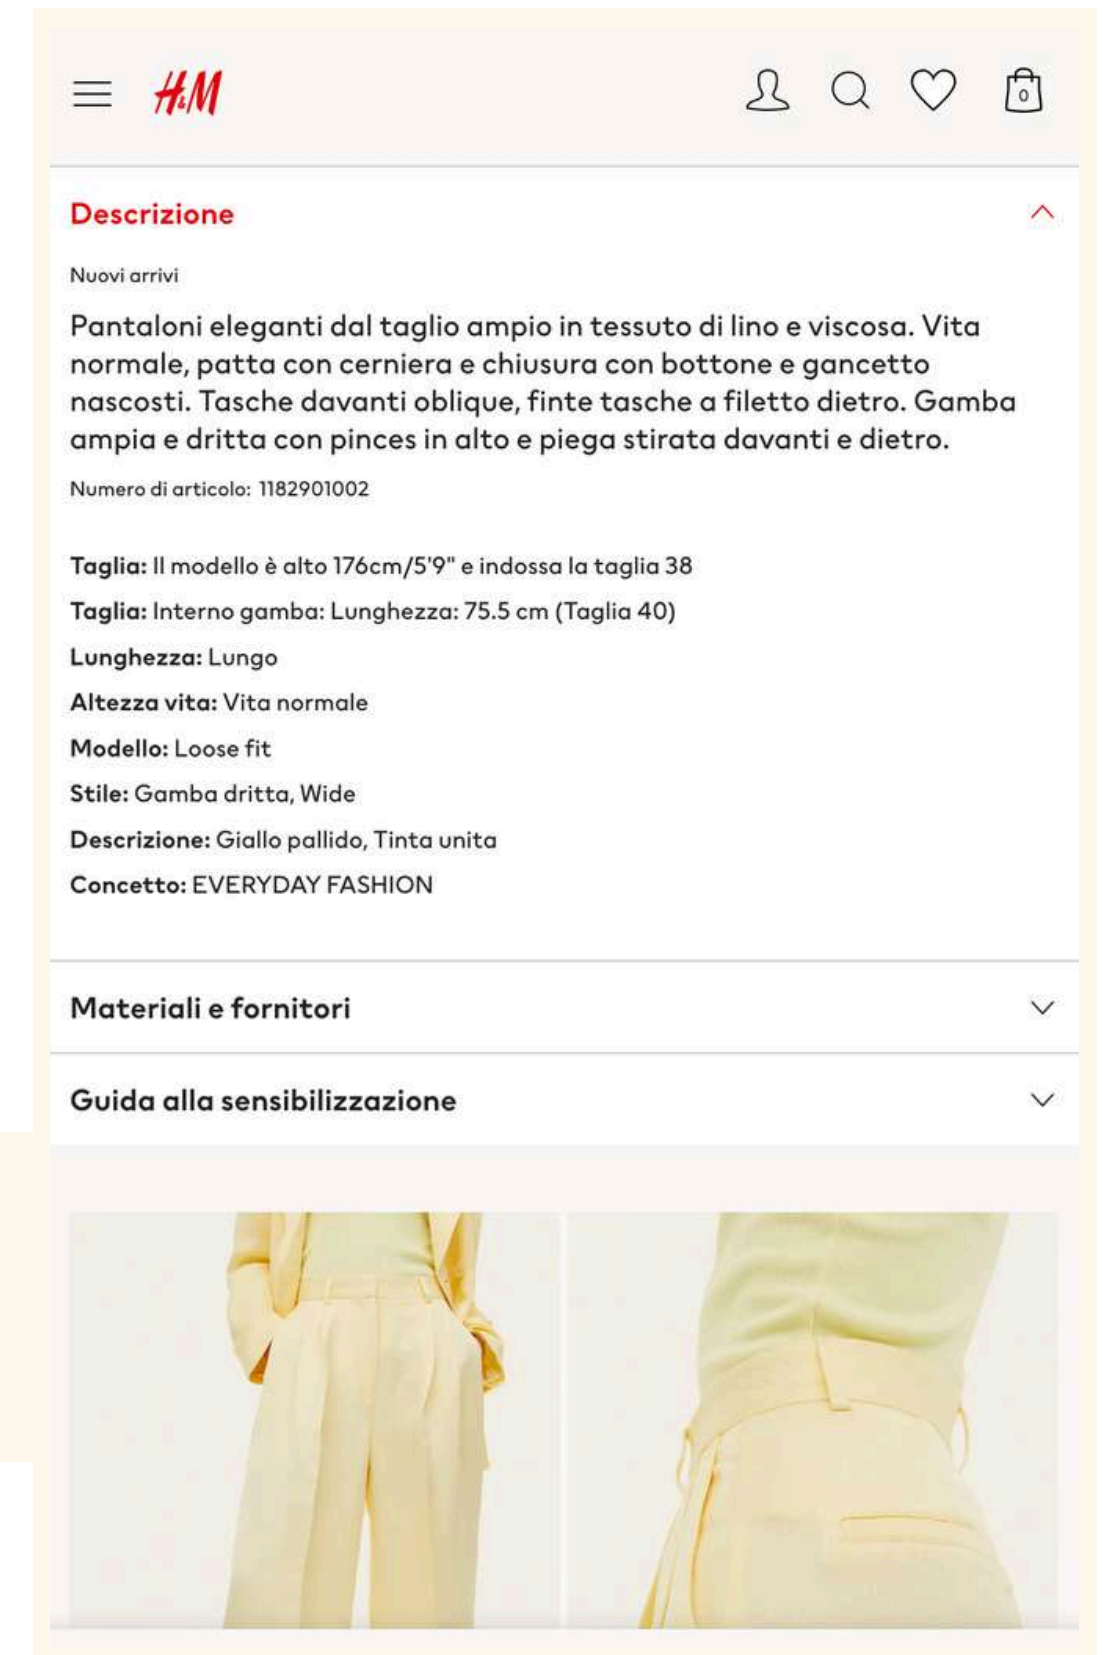 H&M
0
Descrizione
Nuovi arrivi
Pantaloni eleganti dal taglio ampio in tessuto di lino e viscosa. Vita
normale, patta con cerniera e chiusura con bottone e gancetto
nascosti. Tasche davanti oblique, finte tasche a filetto dietro. Gamba
ampia e dritta con pinces in alto e piega stirata davanti e dietro.
Numero di articolo: 1182901002
Taglia: Il modello è alto 176cm/5'9" e indossa la taglia 38
Taglia: Interno gamba: Lunghezza: 75.5 cm (Taglia 40)
Lunghezza: Lungo
Altezza vita: Vita normale
Modello: Loose fit
Stile: Gamba dritta, Wide
Descrizione: Giallo pallido, Tinta unita
Concetto: EVERYDAY FASHION
Materiali e fornitori
Guida alla sensibilizzazione